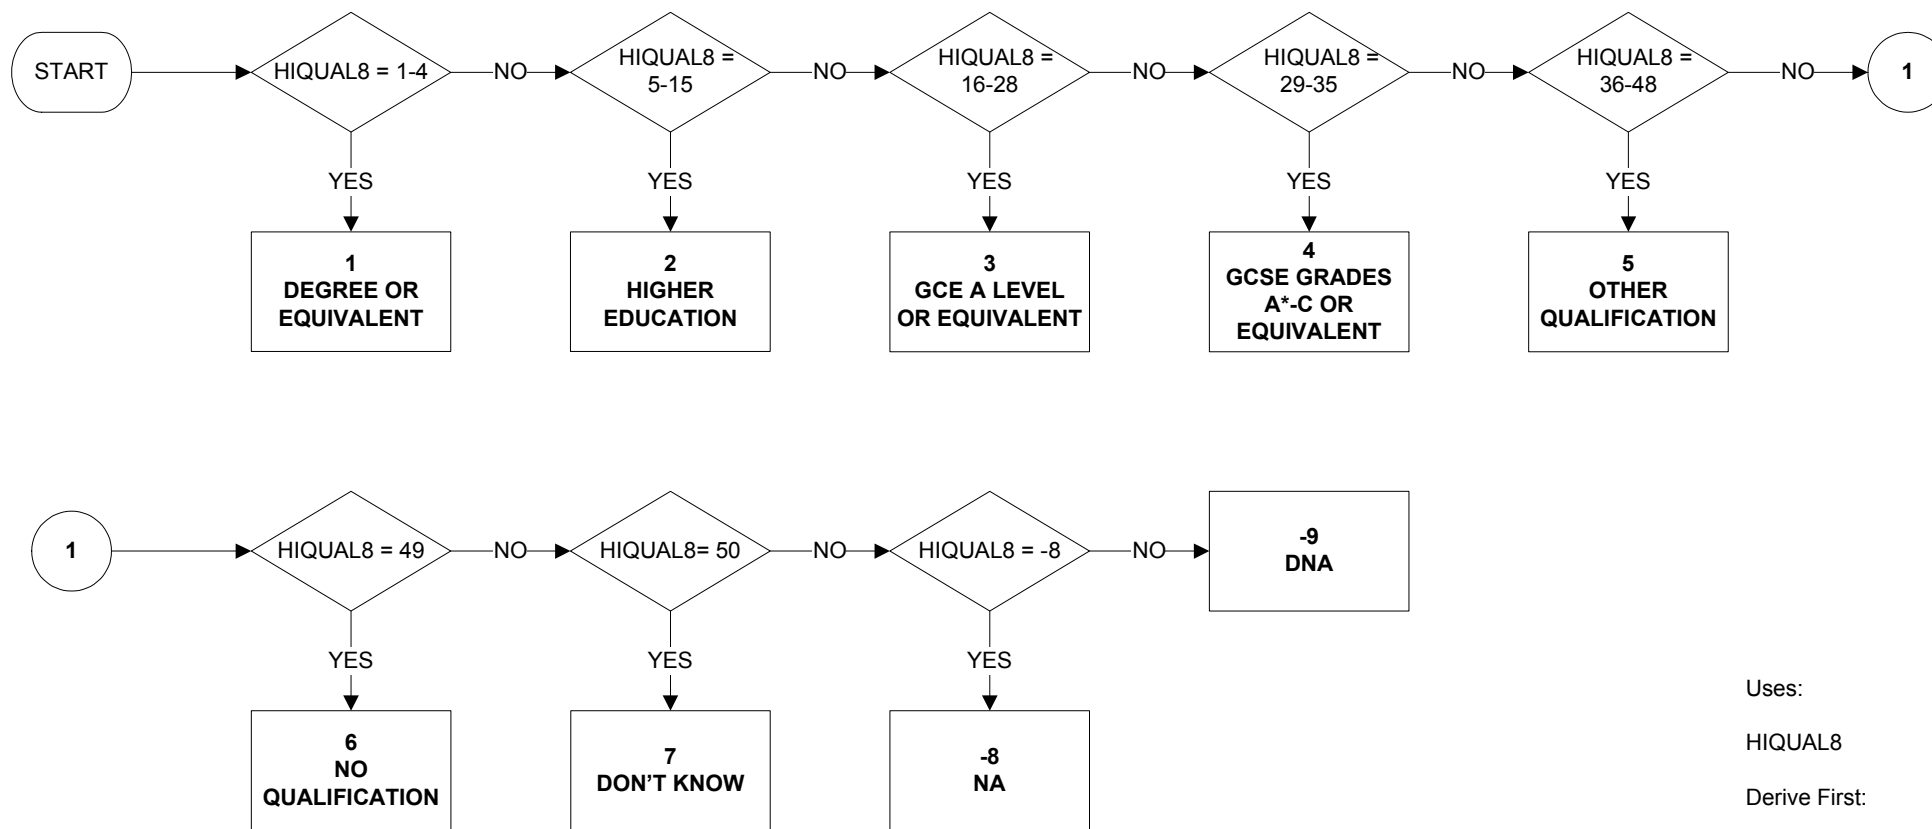 START
HIQUAL8 = 1-4
NO
HIQUAL8 =
5-15
NO
HIQUAL8 =
16-28
NO
HIQUAL8 =
29-35
NO
HIQUAL8 =
36-48
NO
1
YES
YES
YES
YES
YES
1
DEGREE OR
EQUIVALENT
2
HIGHER
EDUCATION
3
GCE A LEVEL
OR EQUIVALENT
4
GCSE GRADES
A*-C OR
EQUIVALENT
5
OTHER
QUALIFICATION
1
HIQUAL8 = 49
NO
HIQUAL8= 50
NO
HIQUAL8 = -8
NO
-9
DNA
YES
YES
YES
6
NO
QUALIFICATION
7
DON’T KNOW
-8
NA
Uses:
HIQUAL8
Derive First: